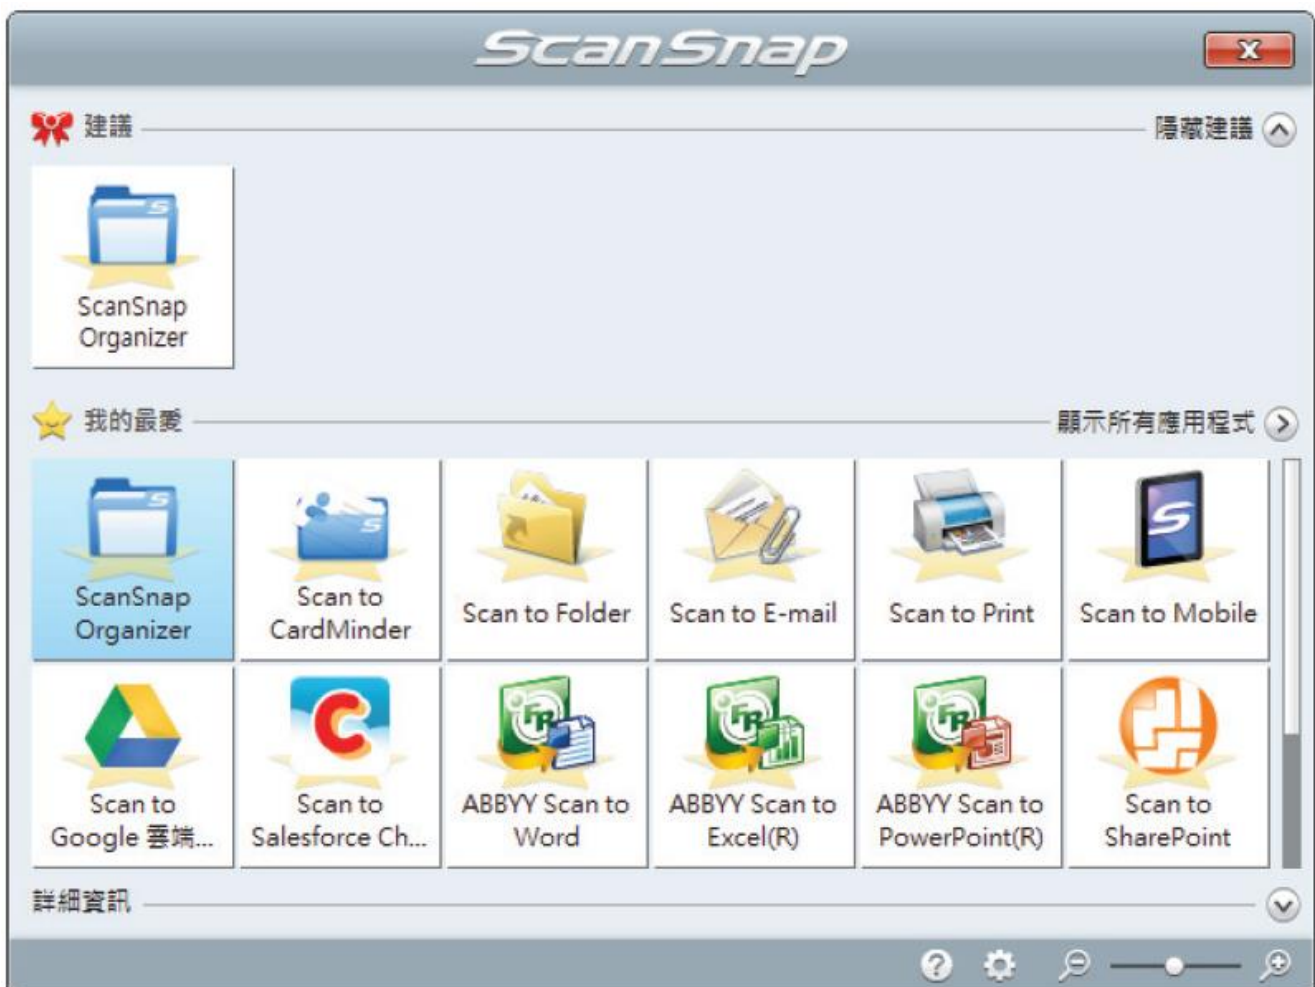 ScanSnap
建議
隱藏建議
ScanSnap
Organizer
我的最愛
顯示所有應用程式
ScanSnap
Organizer
Scan to
CardMinder
Scan to Folder
Scan to E-mail
Scan to Print
Scan to Mobile
Scan to
Google 雲端...
Scan to
Salesforce Ch...
ABBYY Scan to
Word
ABBYY Scan to
Excel(R)
ABBYY Scan to
PowerPoint(R)
Scan to
SharePoint
詳細資訊